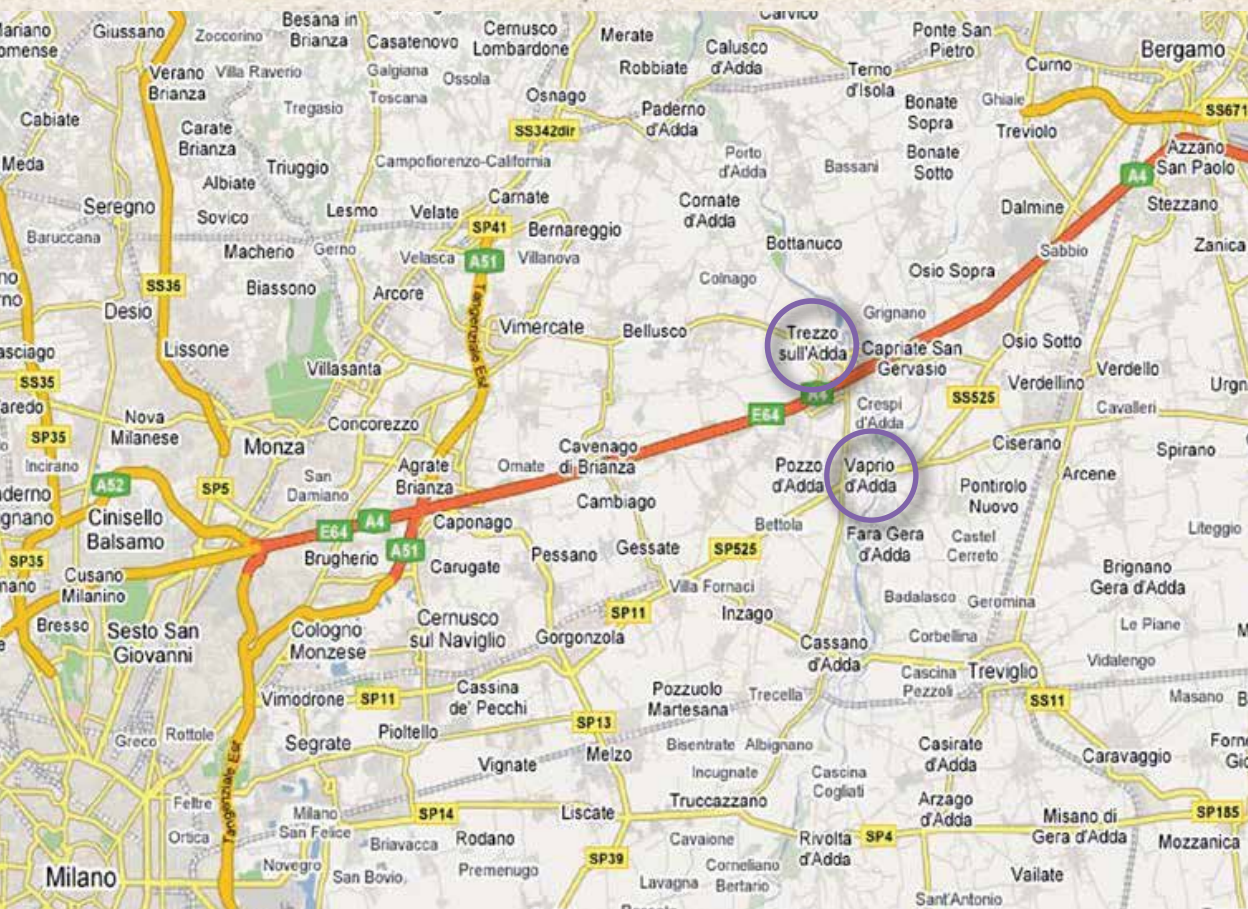 Besana in
Brianza
Cernusco
Lombardone
Merate
Ponte San
Pietro
Giussano
Zoccorino
Casatenovo
Calusco
d'Adda
Bergamo
Verano
Brianza
Villa Raverio
Galgiana
Ossola
Robbiate
Terno
d'Isola
Curno
Toscana
Tregasio
Osnago
Paderno
d'Adda
Bonate
Sopra
Ghiaie
SS671
Cabiate
Carate
Brianza
SS342dir
Treviolo
Meda
Triuggio
Campofiorenzo-California
Porto
d'Adda
Bassani
Bonate
Sotto
Azzano
San Paolo
A4
Albiate
Carnate
Cornate
d'Adda
Seregno
Sovico
Lesmo
Velate
SP41
Bernareggio
Dalmine
Stezzano
Baruccana
Macherio
Gerno
Velasca
A51
Villanova
Bottanuco
Sabbio
Zanica
SS36
Biassono
Arcore
Colnago
Osio Sopra
Desio
Tangenziale Est
Vimercate
Bellusco
Trezzo
sull'Adda
Grignano
Lissone
Villasanta
Capriate San
Gervasio
Osio Sotto
SS35
A4
Verdellino
Verdello
Nova
Milanese
Concorezzo
E64
Crespi
d'Adda
SS525
Cavalleri
SP35
Monza
Cavenago
di Brianza
Ciserano
Spirano
Incirano
San
Damiano
Agrate
Brianza
Omate
Pozzo
d'Adda
Vaprio
d'Adda
Arcene
A52
SP5
Cambiago
Pontirolo
Nuovo
Cinisello
Balsamo
E64
A4
Caponago
Bettola
Fara Gera
d'Adda
Castel
Cerreto
Liteggio
SP35
Brugherio
A51
Carugate
Pessano
Gessate
SP525
Cusano
Milanino
Villa Fornaci
Brignano
Gera d'Adda
Bresso
Sesto San
Giovanni
Cologno
Monzese
Cernusco
sul Naviglio
SP11
Inzago
Badalasco
Geromina
Le Piane
Gorgonzola
Cassano
d'Adda
Corbellina
Vimodrone
SP11
Cassina
de' Pecchi
Pozzuolo
Martesana
Trecella
Cascina
Pezzoli
Treviglio
Vidalengo
SS11
Masano
Greco
Rottole
Segrate
Pioltello
SP13
Bisentrate
Albignano
Casirate
d'Adda
Caravaggio
Vignate
Melzo
Incugnate
Cascina
Cogliati
Tangenziale Est
Feltre
Milano
San Felice
SP14
Liscate
Truccazzano
Arzago
d'Adda
Misano di
Gera d'Adda
SP185
Ortica
Briavacca
Rodano
Cavaione
Rivolta
d'Adda
SP4
Mozzanica
Milano
Novegro
San Bovio
Premenugo
SP39
Corneliano
Bertario
Lavagna
Vailate
Sant'Antonio